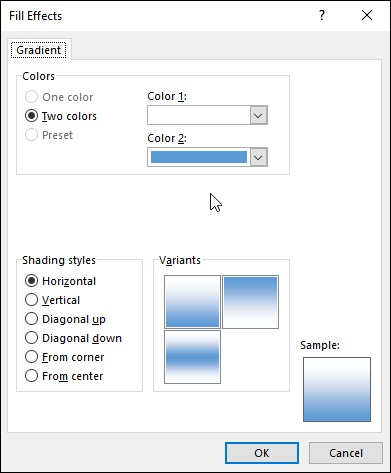 Fill Effects ? ×
Gradient
Colors
One color
Two colors
Preset
Color 1:
Color 2:
Shading styles
Horizontal
Vertical
Diagonal up
Diagonal down
From corner
From center
Variants
Sample:
OK Cancel